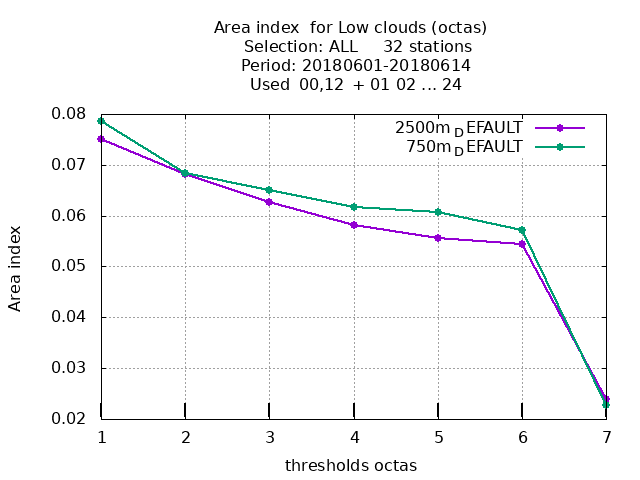 Area index  for Low clouds (octas)
Selection: ALL     32 stations
Period: 20180601-20180614
Used  00,12  + 01 02 ... 24
2500m_DEFAULT
750m_DEFAULT
0.08
0.07
0.06
0.05
0.04
0.03
0.02
Area index
1 2 3 4 5 6 7
thresholds octas